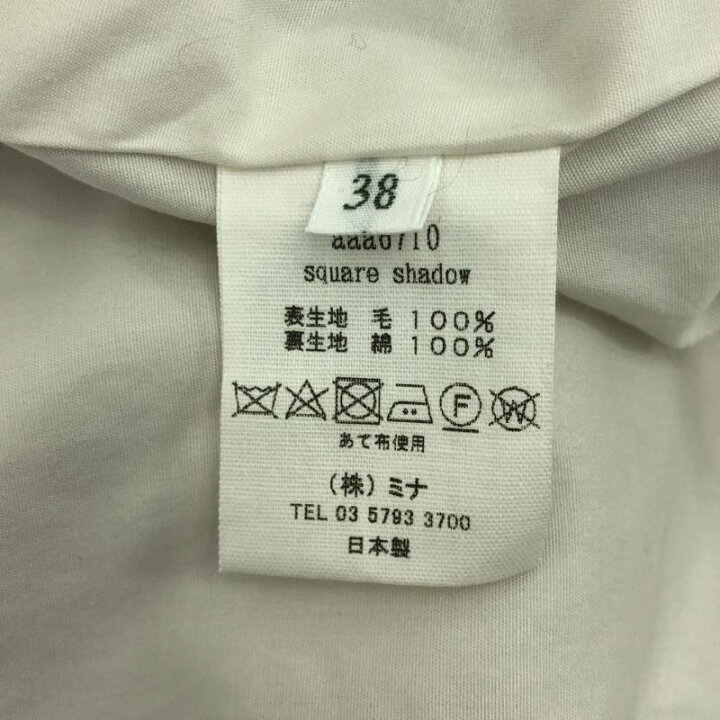 38
aaa6710
square shadow
表生地 毛 100%
裏生地 綿 100%
F W
あて布使用
(株) ミナ
TEL 03 5793 3700
日本製